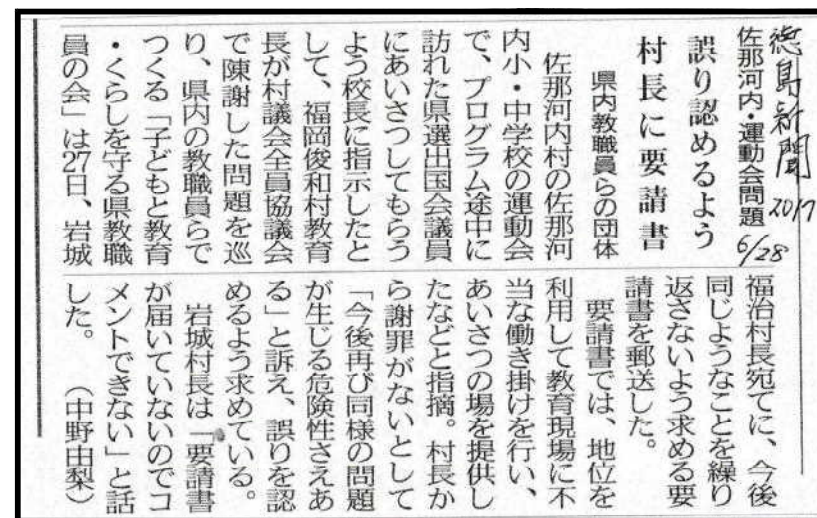 徳島新聞 2017 6/28
佐那河内・運動会問題
誤り認めるよう
村長に要請書
県内教職員らの団体
佐那河内村の佐那河
内小・中学校の運動会
で、プログラム途中に
訪れた県選出国会議員
にあいさつしてもらう
よう校長に指示したと
して、福岡俊和村教育
長が村議会全員協議会
で陳謝した問題を巡
り、県内の教職員らで
つくる「子どもと教育
・くらしを守る県教職
員の会」は27日、岩城
福治村長宛てに、今後
同じようなことを繰り
返さないよう求める要
請書を郵送した。
要請書では、地位を
利用して教育現場に不
当な働き掛けを行い、
あいさつの場を提供し
たなどと指摘。村長か
ら謝罪がないとして
「今後再び同様の問題
が生じる危険性さえあ
る」と訴え、誤りを認
めるよう求めている。
岩城村長は「要請書
が届いていないのでコ
メントできない」と話
した。（中野由梨）